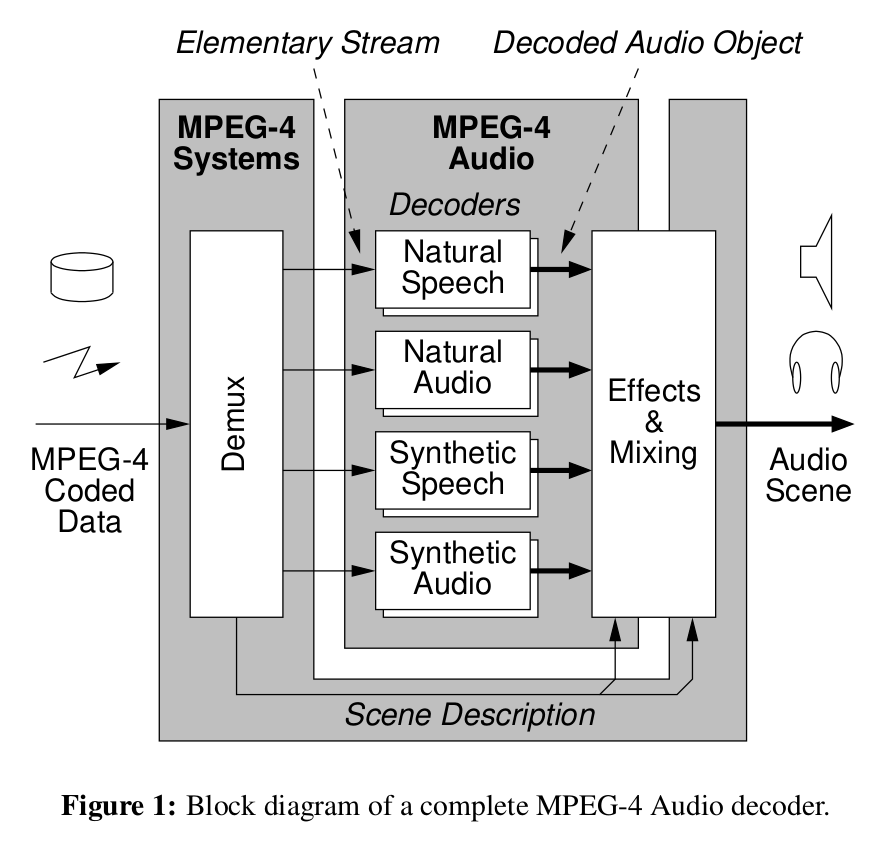 Elementary Stream
Decoded Audio Object
MPEG-4
Systems
MPEG-4
Audio
Decoders
Natural
Speech
Natural
Audio
Synthetic
Speech
Synthetic
Audio
Demux
Effects
&
Mixing
MPEG-4
Coded
Data
Audio
Scene
Scene Description
Figure 1: Block diagram of a complete MPEG-4 Audio decoder.